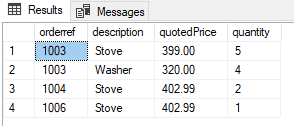 Results Messages
orderref description quotedPrice quantity
1 1003 Stove 399.00 5
2 1003 Washer 320.00 4
3 1004 Stove 402.99 2
4 1006 Stove 402.99 1